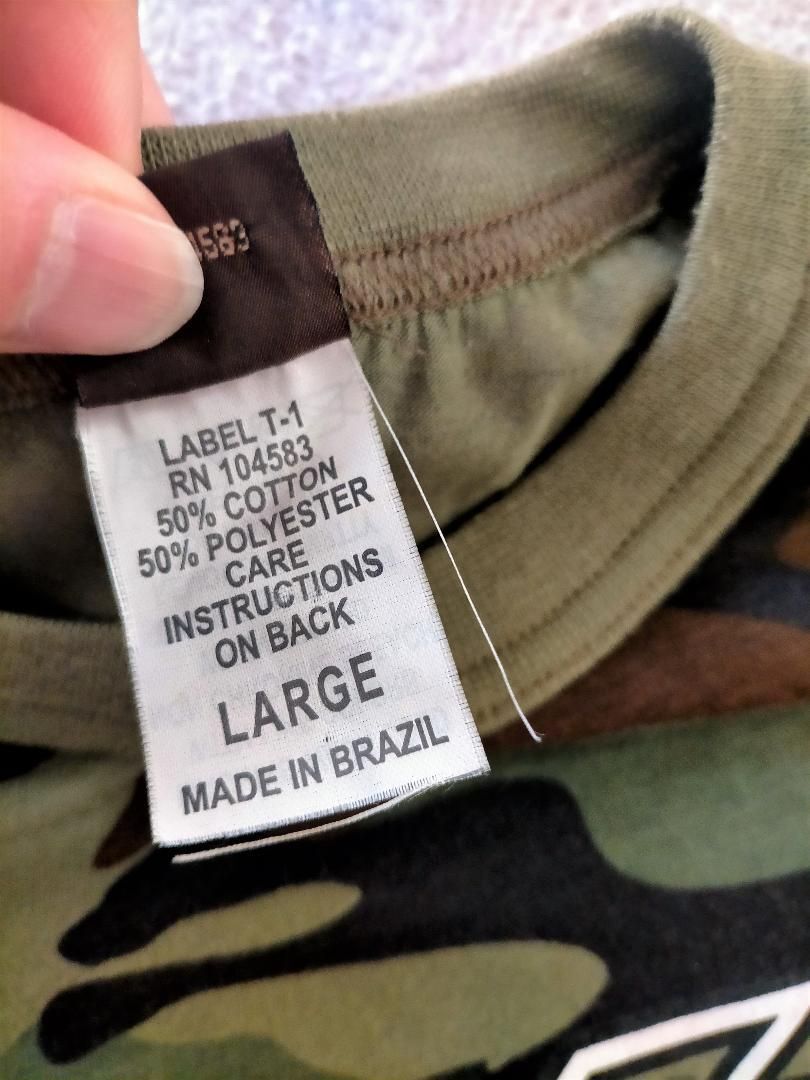 LABEL T-1
RN 104583
50% COTTON
50% POLYESTER
CARE
INSTRUCTIONS
ON BACK
LARGE
MADE IN BRAZIL